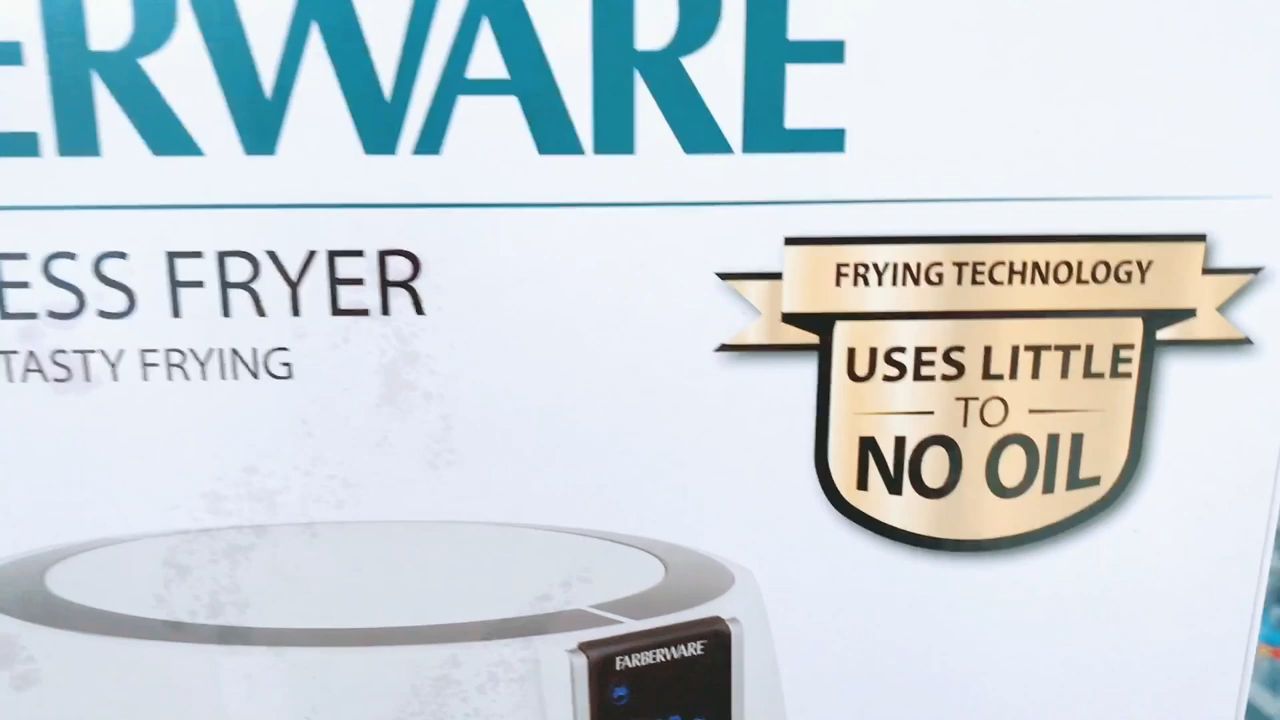 ERWARE
ESS FRYER
TASTY FRYING
FRYING TECHNOLOGY
USES LITTLE
TO
NO OIL
FARBERWARE